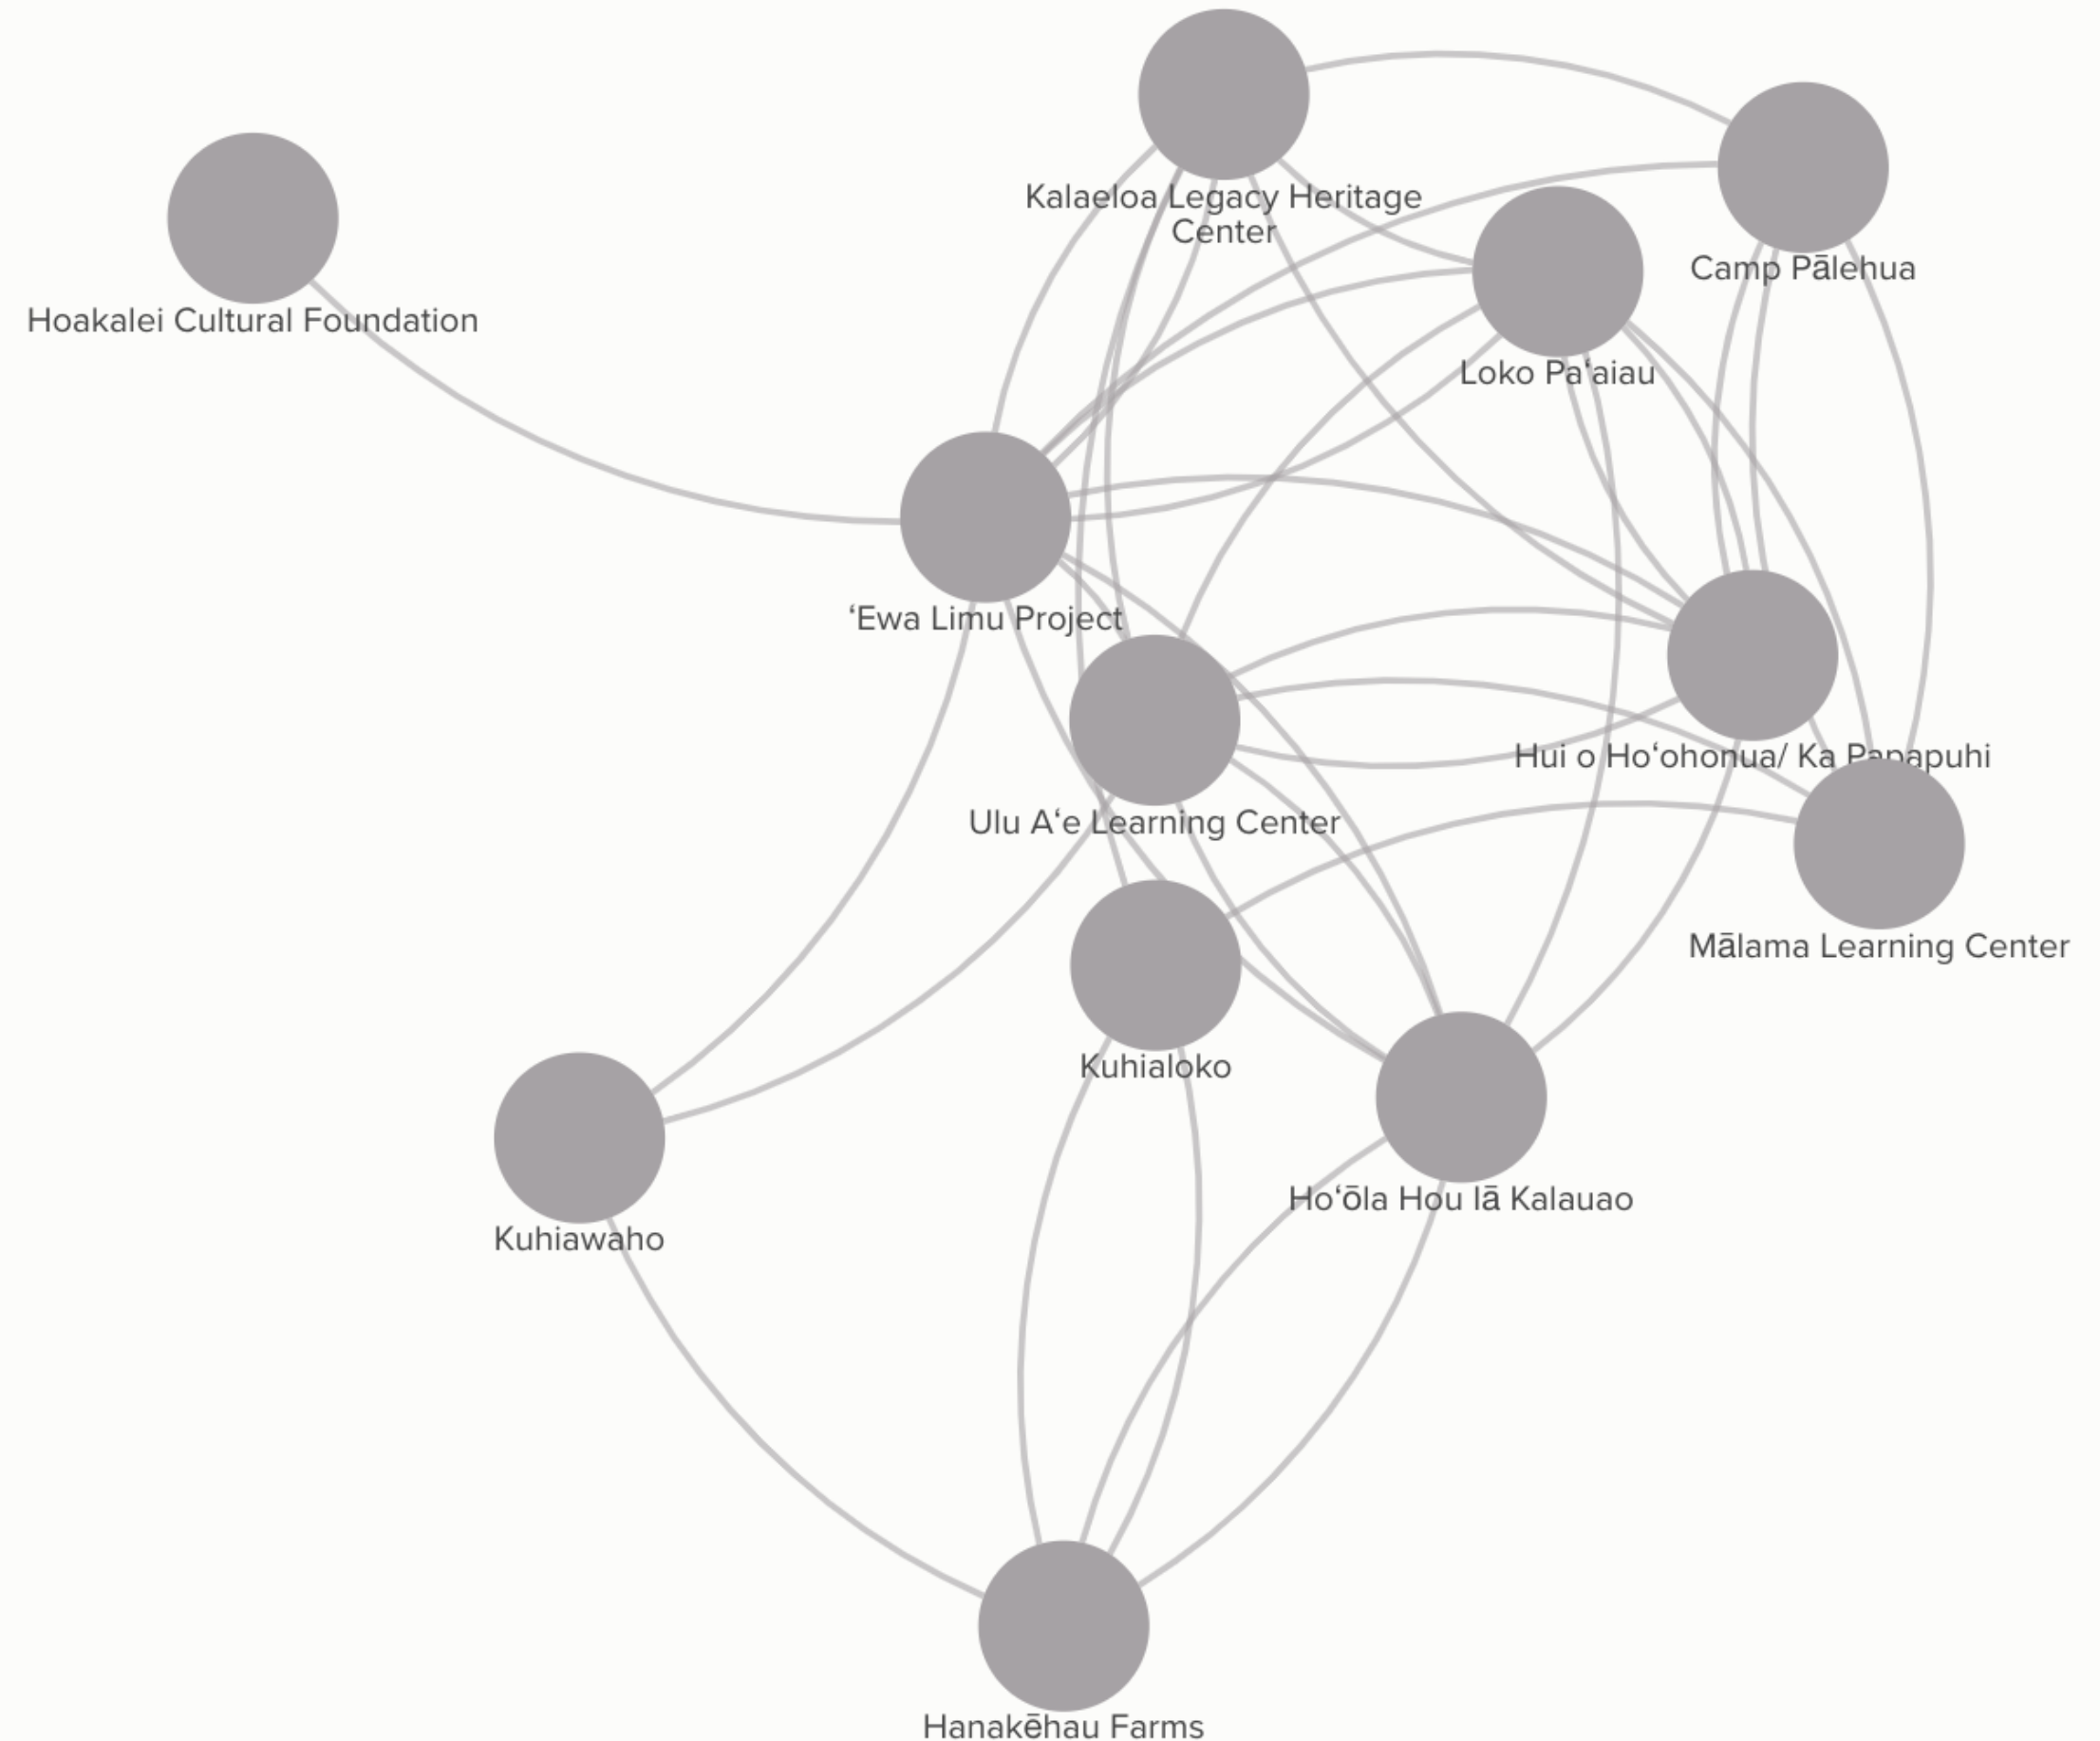 Kalaeloa Legacy Heritage
Center
Camp Pālehua
Hoakalei Cultural Foundation
Loko Paʻaiau
ʻEwa Limu Project
Hui o Hoʻohonua/ Ka Papapuhi
Ulu Aʻe Learning Center
Mālama Learning Center
Kuhialoko
Hoʻōla Hou Iā Kalauao
Kuhiawaho
Hanakēhau Farms